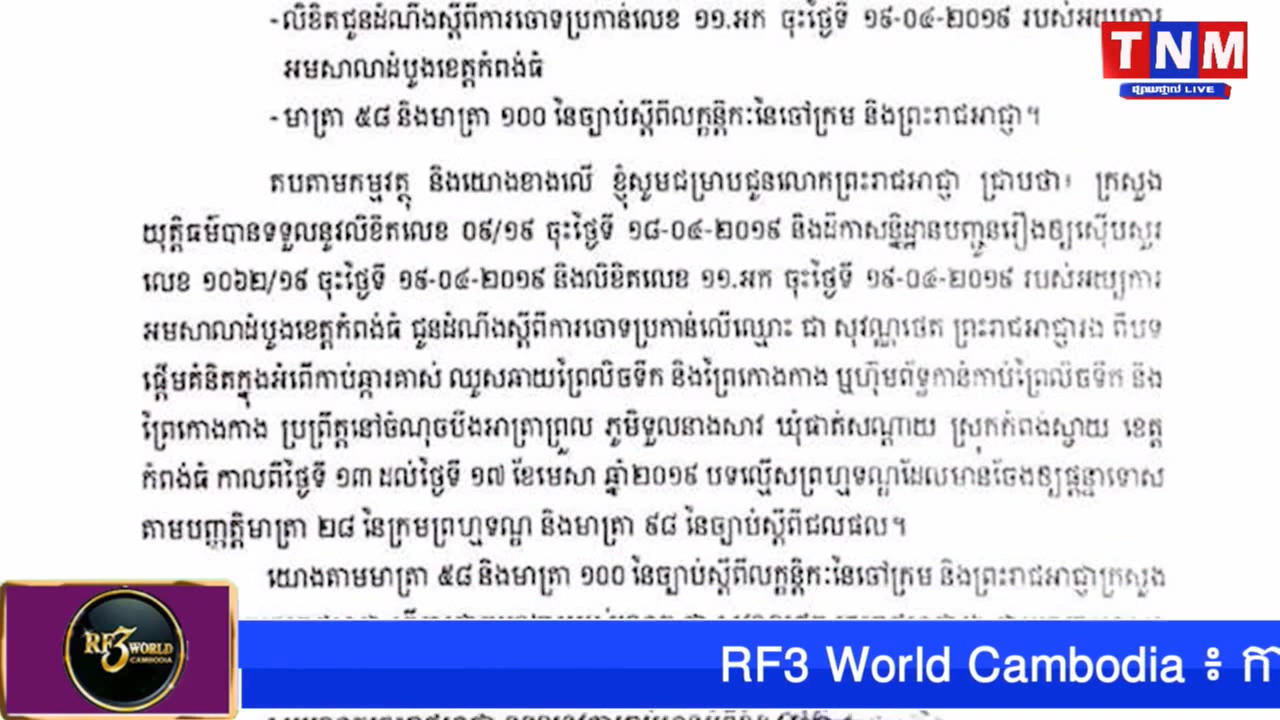 -លិខិតជូនដំណឹងស្តីពីការចោទប្រកាន់លេខ ១១.អក ចុះថ្ងៃទី ១៩-០៤-២០១៩ របស់អយ្យការ
អមសាលាដំបូងខេត្តកំពង់ធំ
-មាត្រា ៥៨ និងមាត្រា ១០០ នៃច្បាប់ស្តីពីលក្ខន្តិកៈនៃចៅក្រម និងព្រះរាជអាជ្ញា។
តបតាមកម្មវត្ថុ និងយោងខាងលើ ខ្ញុំសូមជម្រាបជូនលោកព្រះរាជអាជ្ញា ជ្រាបថា៖ ក្រសួង
យុត្តិធម៍បានទទួលនូវលិខិតលេខ ០៩/១៩ ចុះថ្ងៃទី ១៨-០៤-២០១៩ និងដីកាសន្និដ្ឋានបញ្ជូនរឿងឲ្យស៊ើបសួរ
លេខ ១០៦២/១៩ ចុះថ្ងៃទី ១៩-០៤-២០១៩ និងលិខិតលេខ ១១.អក ចុះថ្ងៃទី ១៩-០៤-២០១៩ របស់អយ្យការ
អមសាលាដំបូងខេត្តកំពង់ធំ ជូនដំណឹងស្តីពីការចោទប្រកាន់លើឈ្មោះ ជា សុវណ្ណថេត ព្រះរាជអាជ្ញារង ពីបទ
ផ្តើមគំនិតក្នុងអំពើកាប់ឆ្ការគាស់ ឈូសឆាយព្រៃលិចទឹក និងព្រៃកោងកាង ឬហ៊ុមព័ទ្ធកាន់កាប់ព្រៃលិចទឹក និង
ព្រៃកោងកាង ប្រព្រឹត្តនៅចំណុចបឹងអាត្រាព្រួល ភូមិទួលនាងសាវ ឃុំផាត់សណ្តាយ ស្រុកកំពង់ស្វាយ ខេត្ត
កំពង់ធំ កាលពីថ្ងៃទី ១៣ ដល់ថ្ងៃទី ១៧ ខែមេសា ឆ្នាំ២០១៩ បទល្មើសព្រហ្មទណ្ឌដែលមានចែងឲ្យផ្តន្ទាទោស
តាមបញ្ញត្តិមាត្រា ២៨ នៃក្រមព្រហ្មទណ្ឌ និងមាត្រា ៩៨ នៃច្បាប់ស្តីពីជលផល។
យោងតាមមាត្រា ៥៨ និងមាត្រា ១០០ នៃច្បាប់ស្តីពីលក្ខន្តិកៈនៃចៅក្រម និងព្រះរាជអាជ្ញាក្រសួង
TNM
ផ្សាយផ្ទាល់ LIVE
RF3 WORLD
CAMBODIA
RF3 World Cambodia ៖